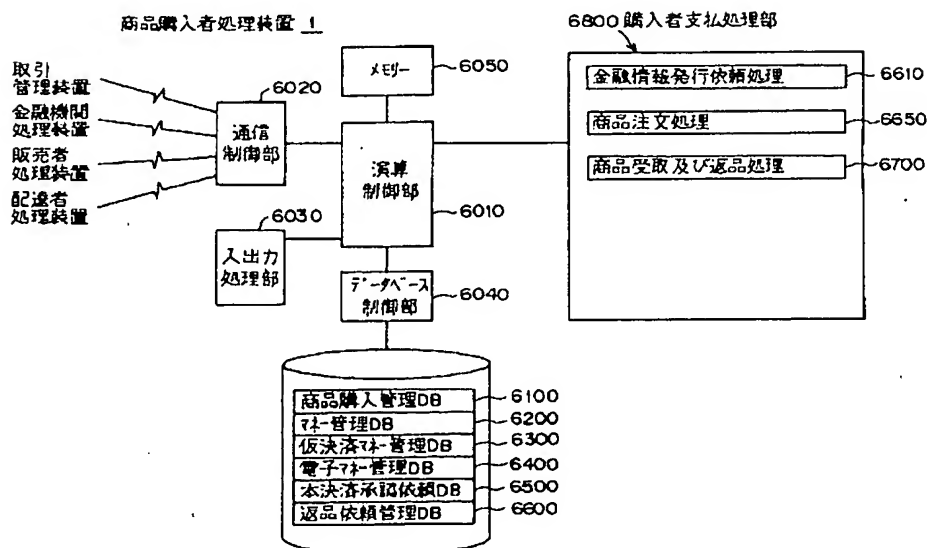 商品購入者処理装置 1
取引
管理装置
金融機関
処理装置
販売者
処理装置
配達者
処理装置
6020
通信
制御部
6030
入出力
処理部
メモリー
6050
演算
制御部
6010
データベース
制御部
6040
商品購入管理DB
6100
マネー管理DB
6200
仮決済マネー管理DB
6300
電子マネー管理DB
6400
本決済承認依頼DB
6500
返品依頼管理DB
6600
6800 購入者支払処理部
金融情報発行依頼処理
6610
商品注文処理
6650
商品受取及び返品処理
6700